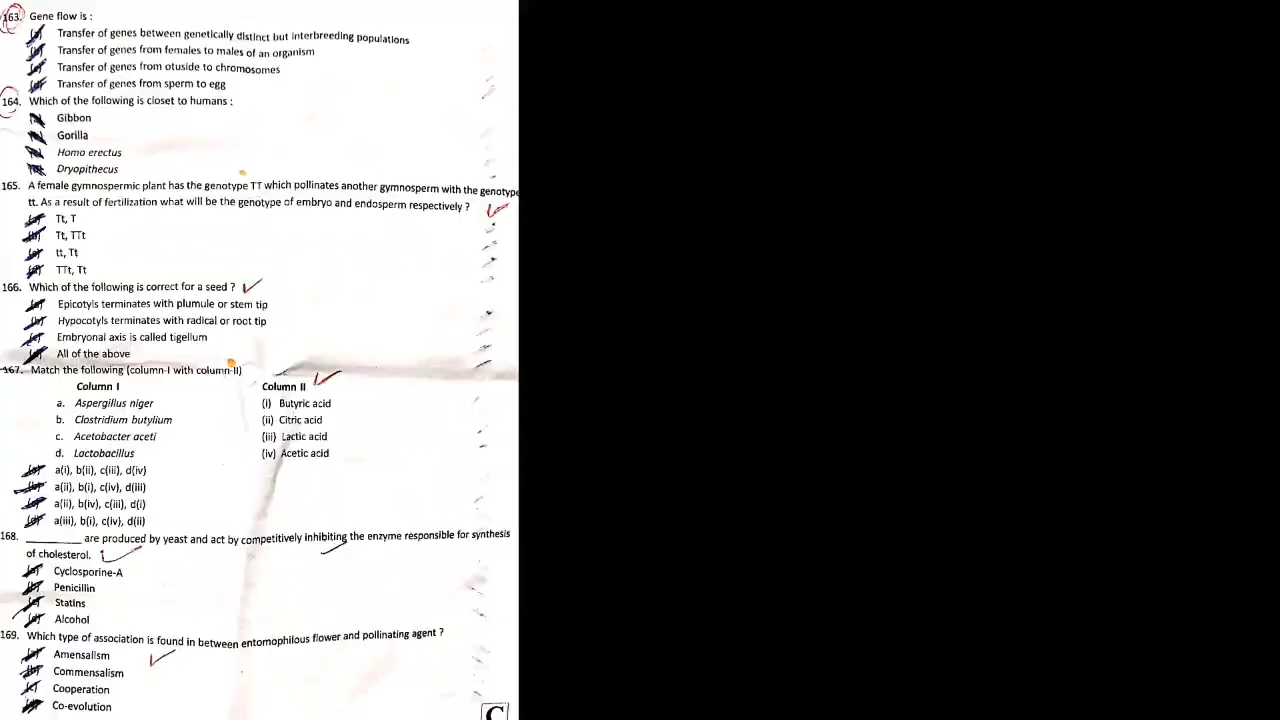 163. Gene flow is :
Transfer of genes between genetically distinct but interbreeding populations
Transfer of genes from females to males of an organism
Transfer of genes from otuside to chromosomes
Transfer of genes from sperm to egg
164. Which of the following is closet to humans :
Gibbon
Gorilla
Homo erectus
Dryopithecus
165. A female gymnospermic plant has the genotype TT which pollinates another gymnosperm with the genotype
tt. As a result of fertilization what will be the genotype of embryo and endosperm respectively ?
Tt, T
Tt, TTt
tt, Tt
TTt, Tt
166. Which of the following is correct for a seed ?
Epicotyls terminates with plumule or stem tip
Hypocotyls terminates with radical or root tip
Embryonal axis is called tigellum
All of the above
167. Match the following (column-I with column-II)
Column I Column II
a. Aspergillus niger (i) Butyric acid
b. Clostridium butylium (ii) Citric acid
c. Acetobacter aceti (iii) Lactic acid
d. Lactobacillus (iv) Acetic acid
a(i), b(ii), c(iii), d(iv)
a(ii), b(i), c(iv), d(iii)
a(ii), b(iv), c(iii), d(i)
a(iii), b(i), c(iv), d(ii)
168. ________ are produced by yeast and act by competitively inhibiting the enzyme responsible for synthesis
of cholesterol.
Cyclosporine-A
Penicillin
Statins
Alcohol
169. Which type of association is found in between entomophilous flower and pollinating agent ?
Amensalism
Commensalism
Cooperation
Co-evolution
C